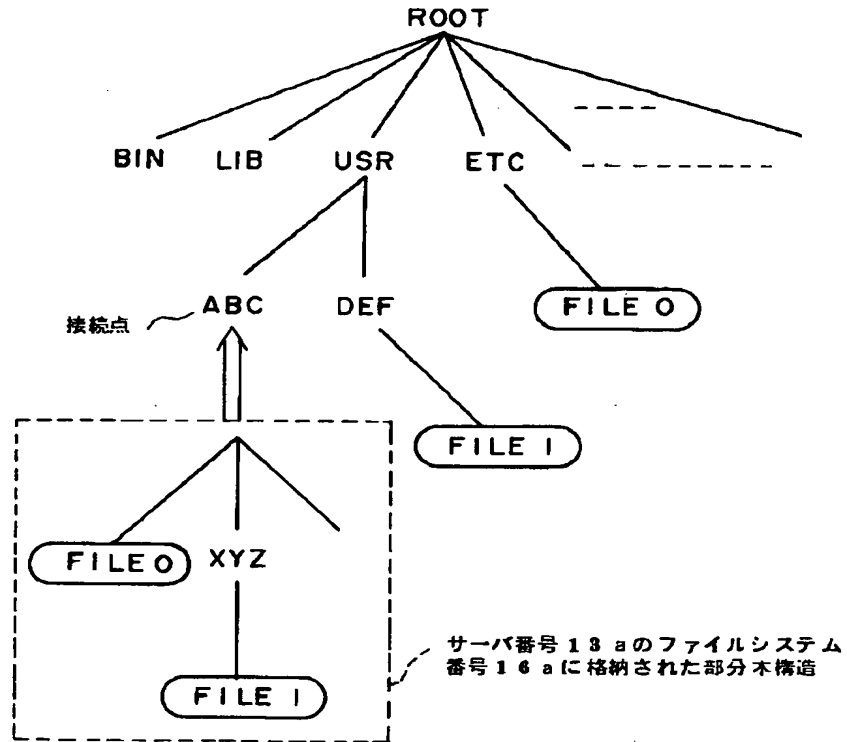 ROOT
BIN LIB USR ETC
接続点 ABC DEF FILE 0
FILE 1
FILE 0 XYZ
サーバ番号13aのファイルシステム
番号16aに格納された部分木構造
FILE 1